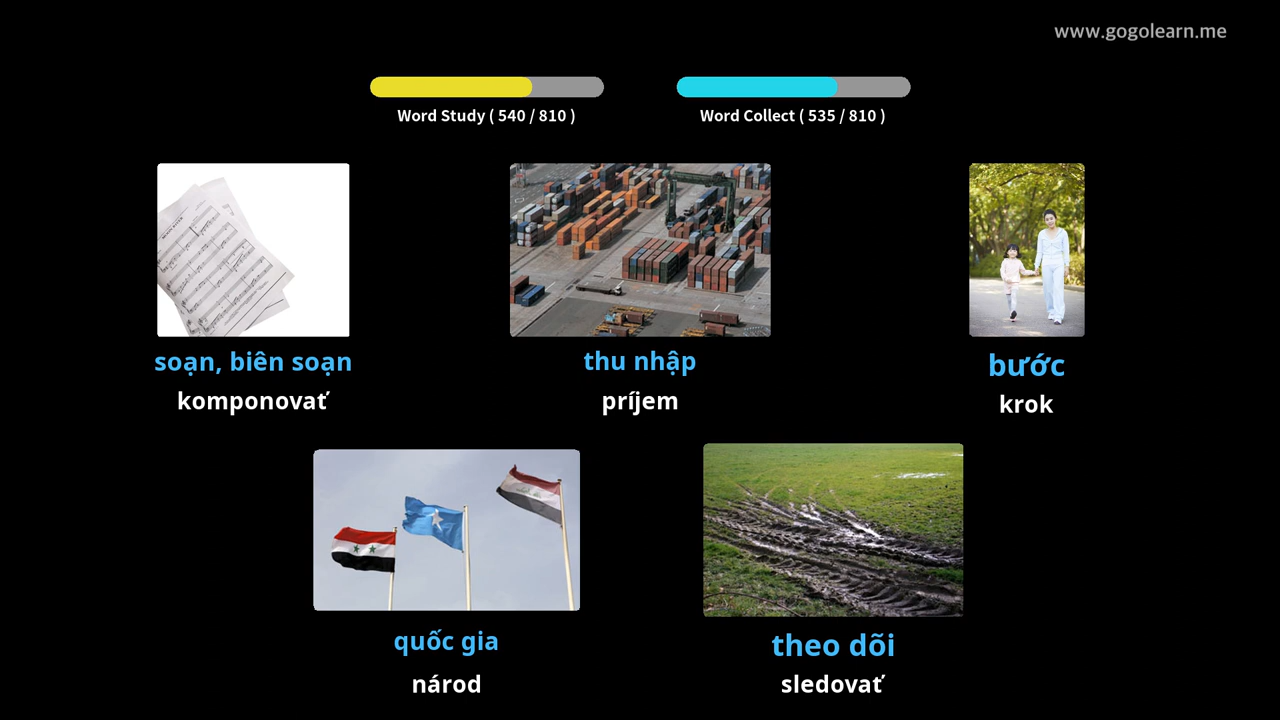 www.gogolearn.me
Word Study ( 540 / 810 )
Word Collect ( 535 / 810 )
soạn, biên soạn
komponovať
thu nhập
príjem
bước
krok
quốc gia
národ
theo dõi
sledovať